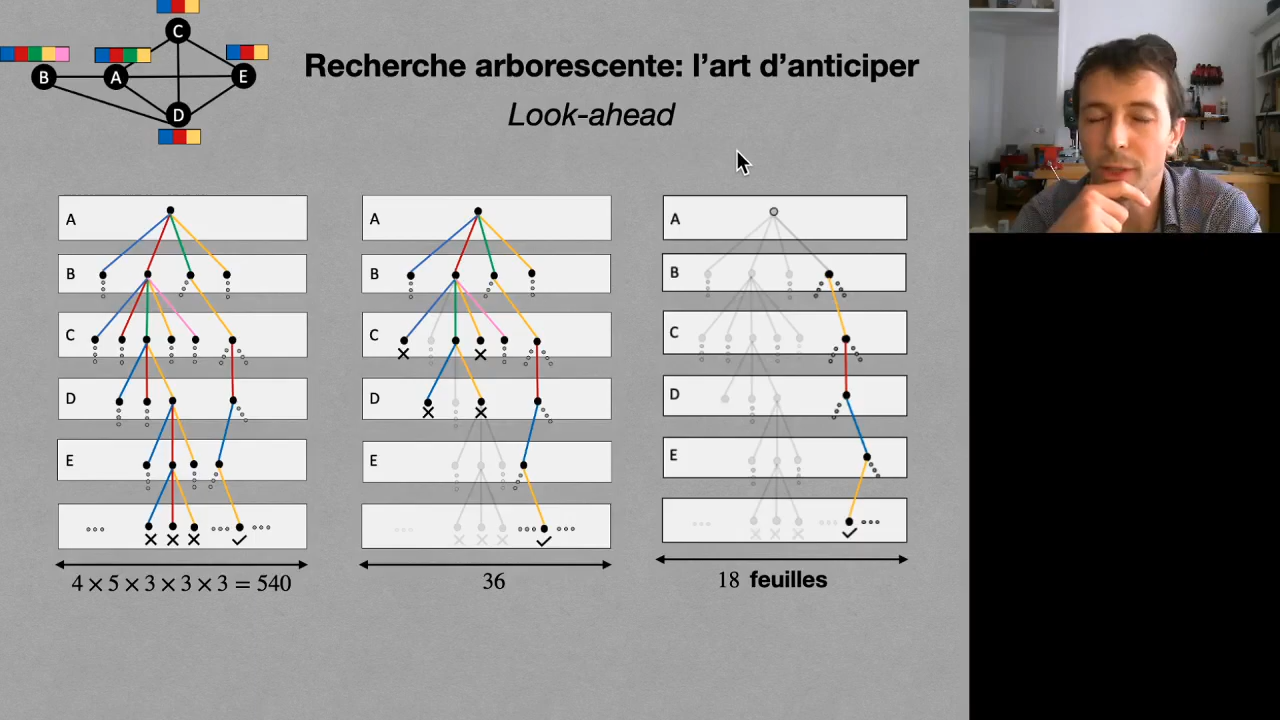 C
B
A
E
D
Recherche arborescente: l’art d’anticiper
Look-ahead
A
B
C
D
E
4 × 5 × 3 × 3 × 3 = 540
A
B
C
D
E
36
A
B
C
D
E
18 feuilles